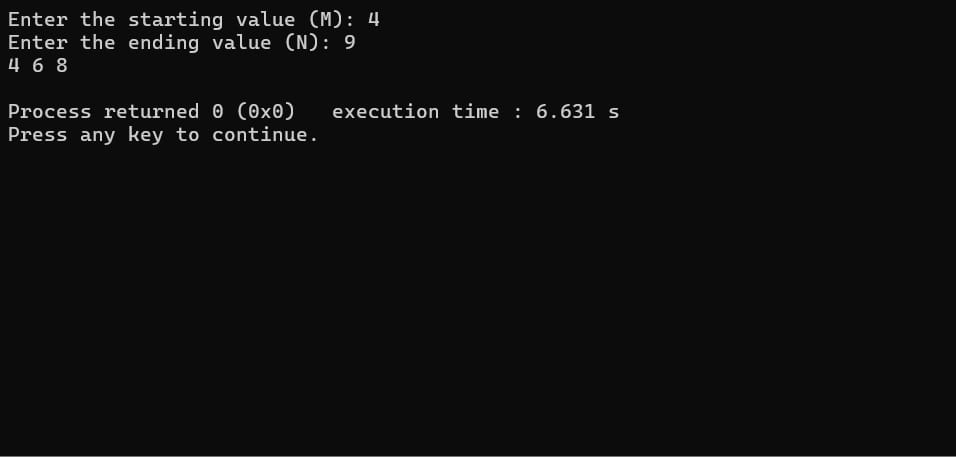 Enter the starting value (M): 4
Enter the ending value (N): 9
4 6 8
Process returned 0 (0x0)   execution time : 6.631 s
Press any key to continue.